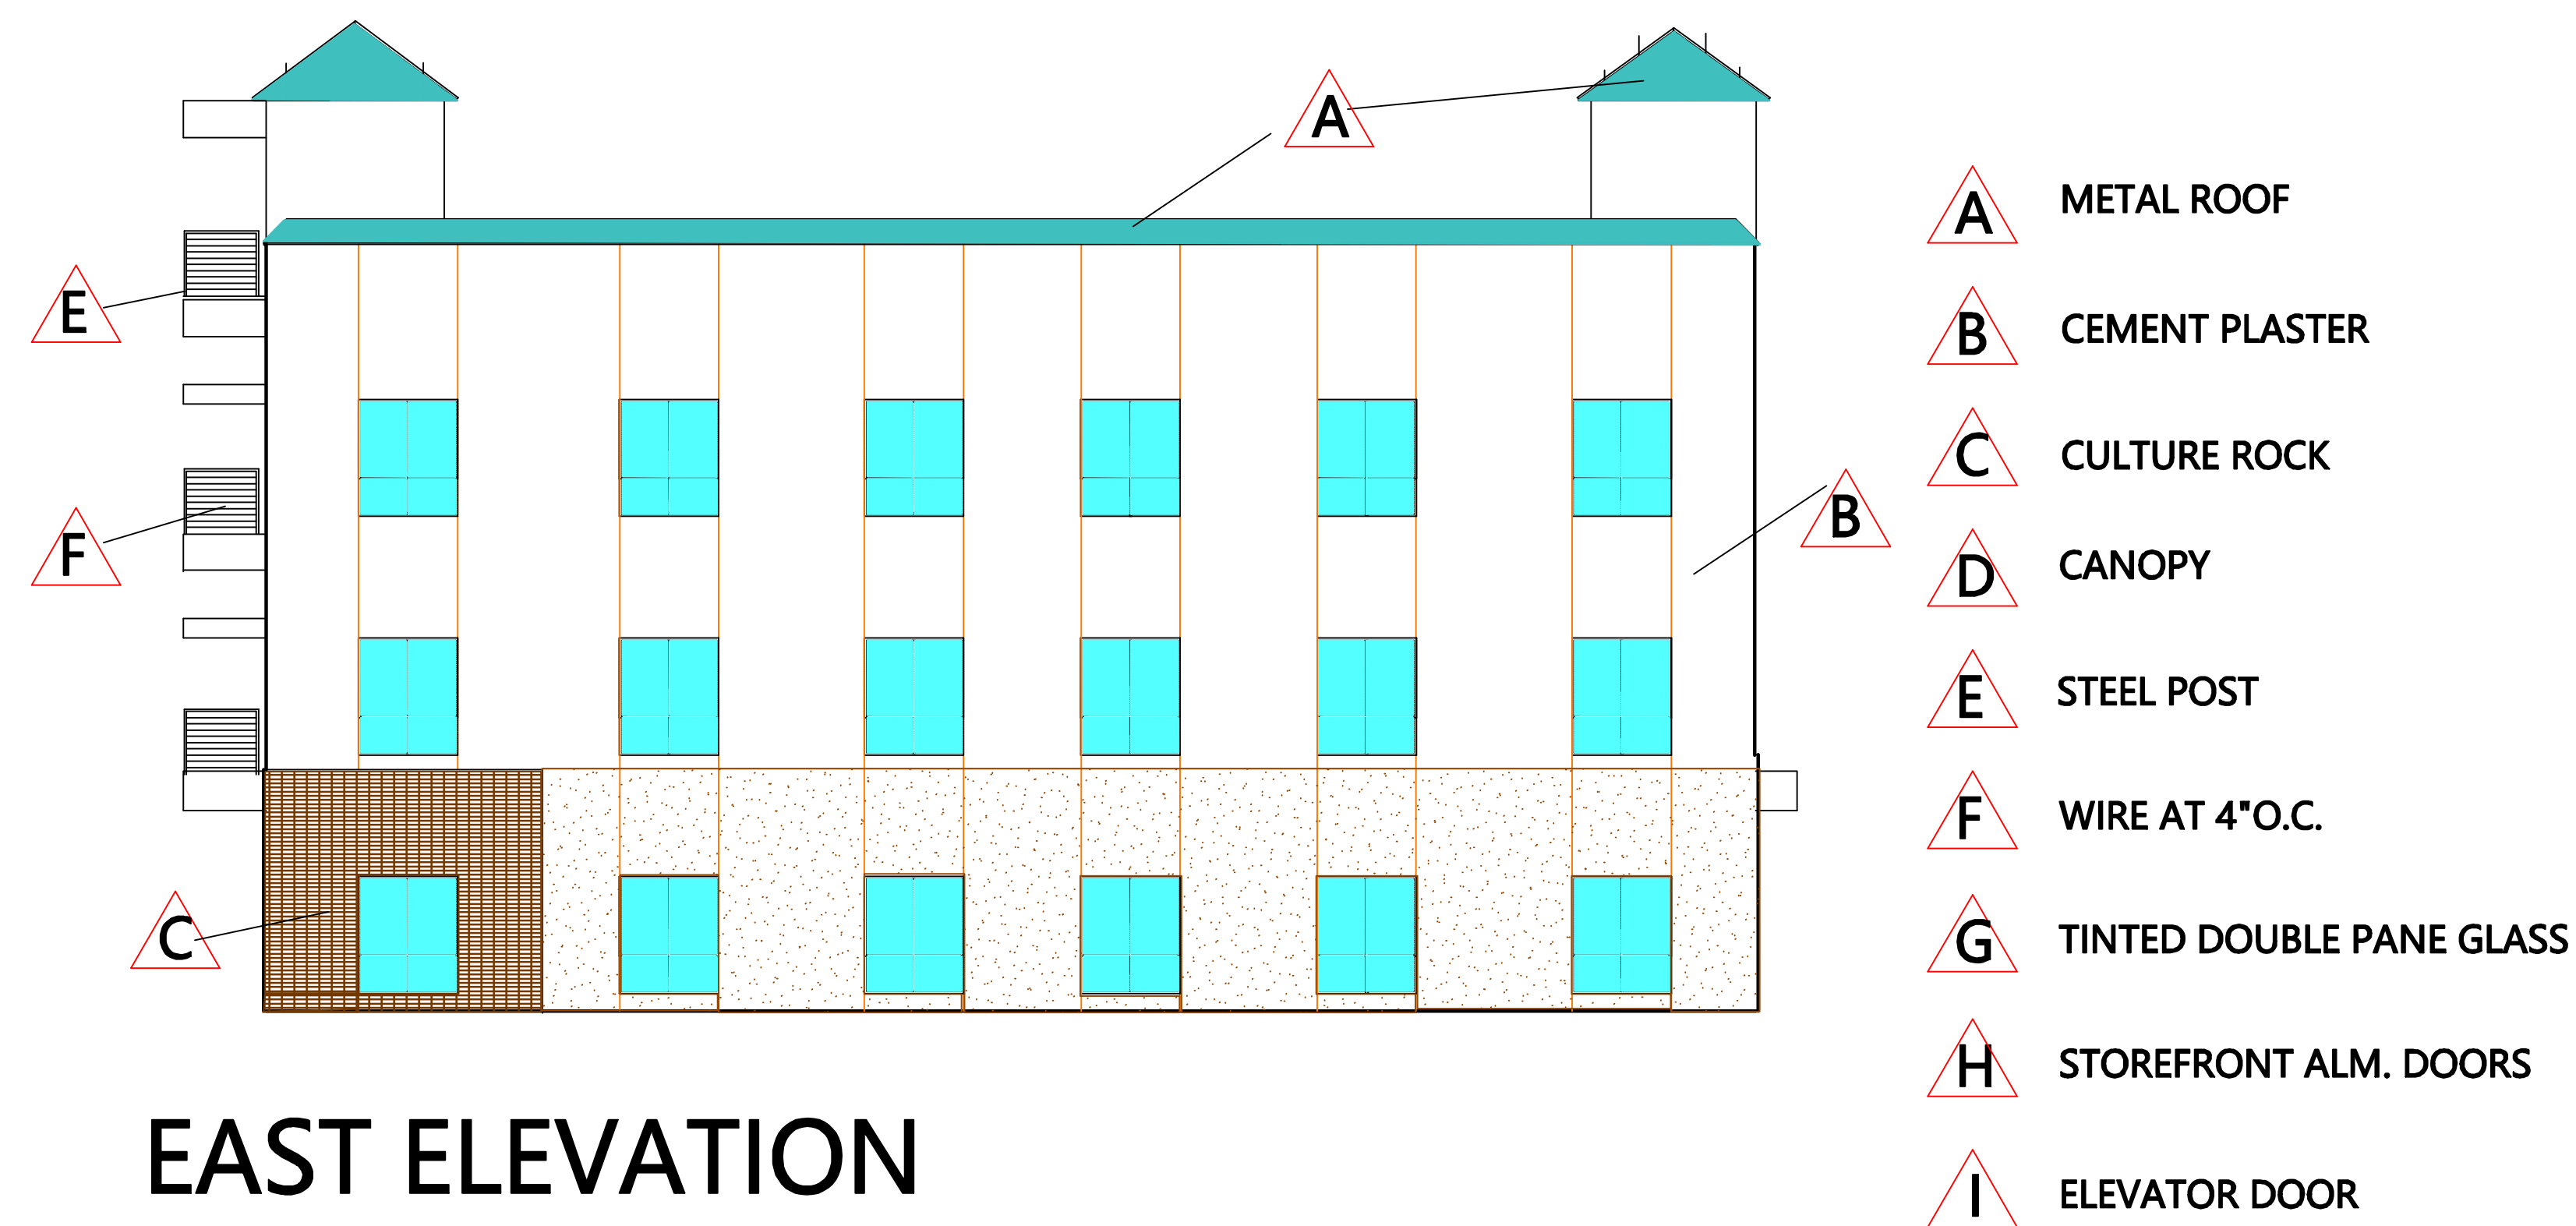 A
E
F
B
C
A METAL ROOF
B CEMENT PLASTER
C CULTURE ROCK
D CANOPY
E STEEL POST
F WIRE AT 4"O.C.
G TINTED DOUBLE PANE GLASS
H STOREFRONT ALM. DOORS
I ELEVATOR DOOR
EAST ELEVATION